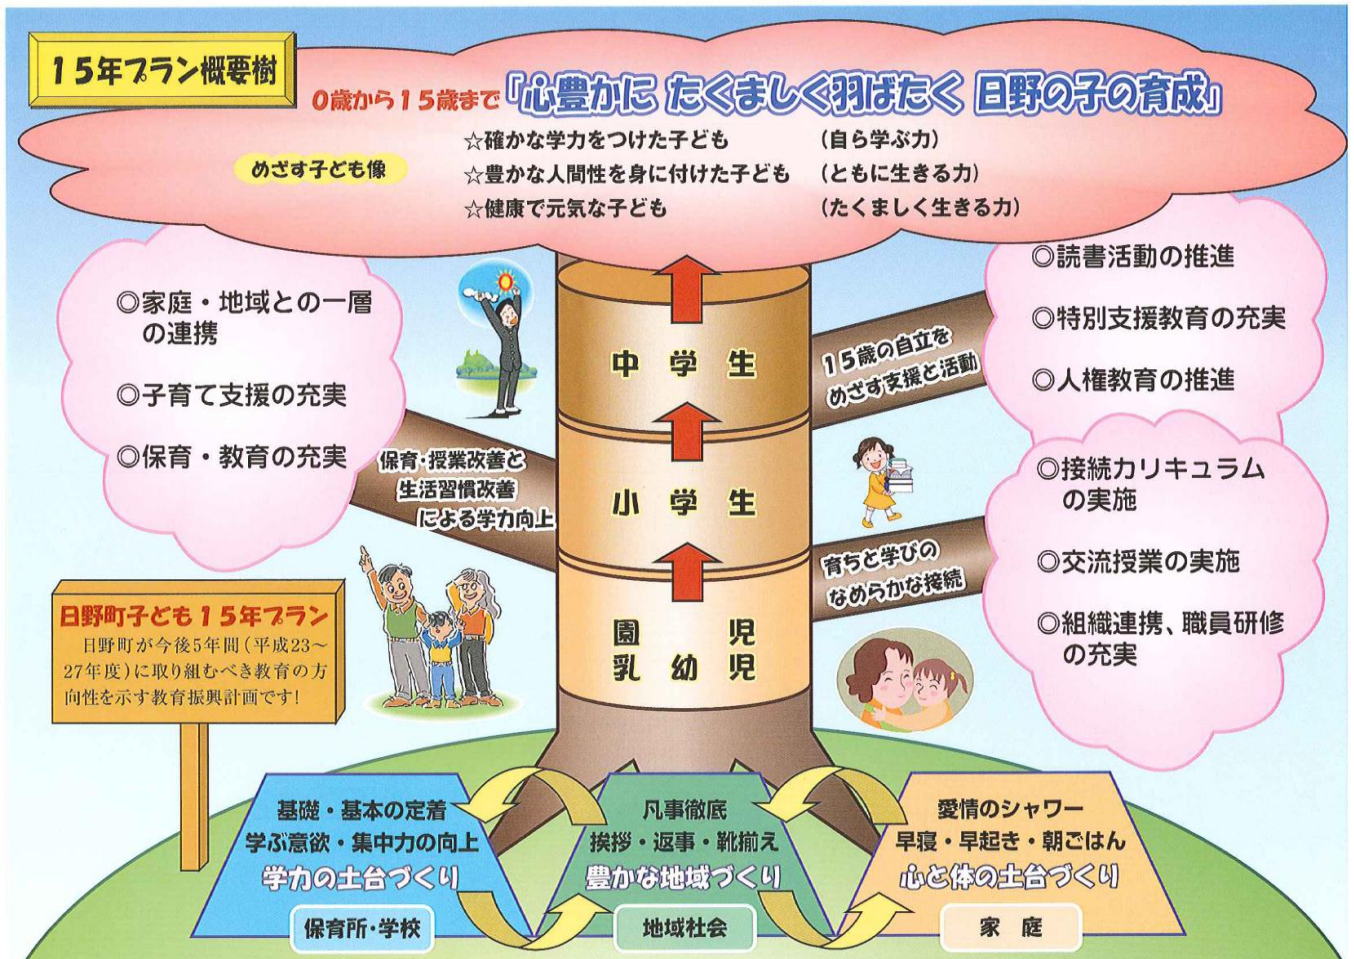 15年プラン概要樹
0歳から15歳まで『心豊かに たくましく羽ばたく 日野の子の育成』
めざす子ども像
☆確かな学力をつけた子ども (自ら学ぶ力)
☆豊かな人間性を身に付けた子ども (ともに生きる力)
☆健康で元気な子ども (たくましく生きる力)
◎家庭・地域との一層
の連携
◎子育て支援の充実
◎保育・教育の充実
保育・授業改善と
生活習慣改善
による学力向上
中学生
小学生
園児
乳幼児
15歳の自立を
めざす支援と活動
◎読書活動の推進
◎特別支援教育の充実
◎人権教育の推進
育ちと学びの
なめらかな接続
◎接続カリキュラム
の実施
◎交流授業の実施
◎組織連携、職員研修
の充実
日野町子ども15年プラン
日野町が今後5年間(平成23～
27年度)に取り組むべき教育の方
向性を示す教育振興計画です!
基礎・基本の定着
学ぶ意欲・集中力の向上
学力の土台づくり
保育所・学校
凡事徹底
挨拶・返事・靴揃え
豊かな地域づくり
地域社会
愛情のシャワー
早寝・早起き・朝ごはん
心と体の土台づくり
家庭